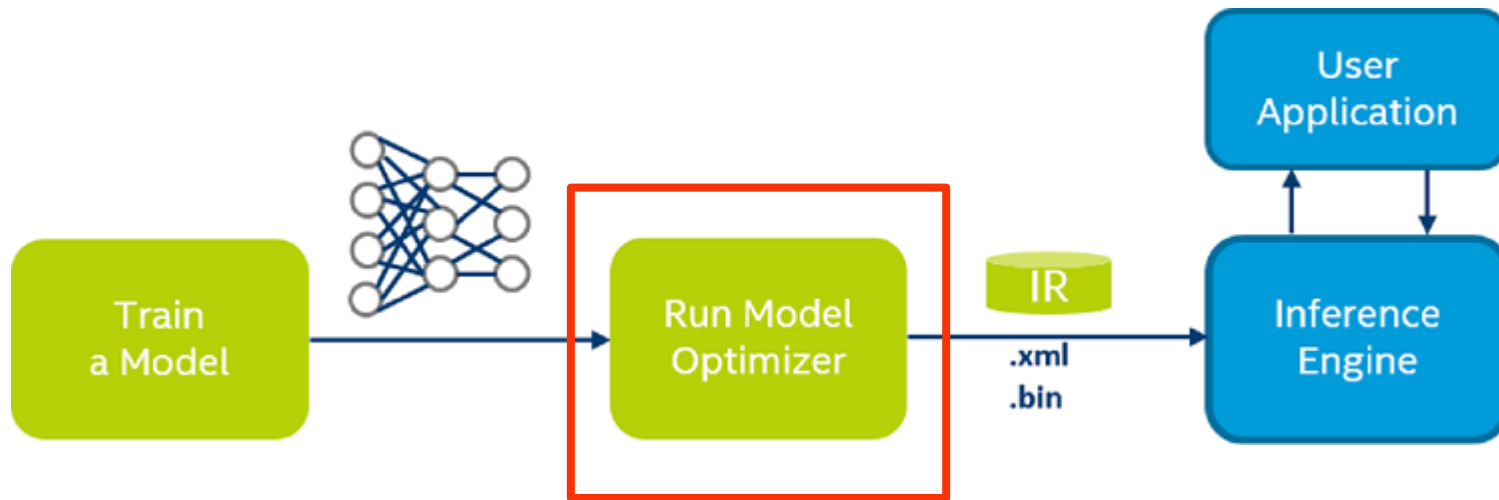 Train
a Model
Run Model
Optimizer
IR
.xml
.bin
User
Application
Inference
Engine